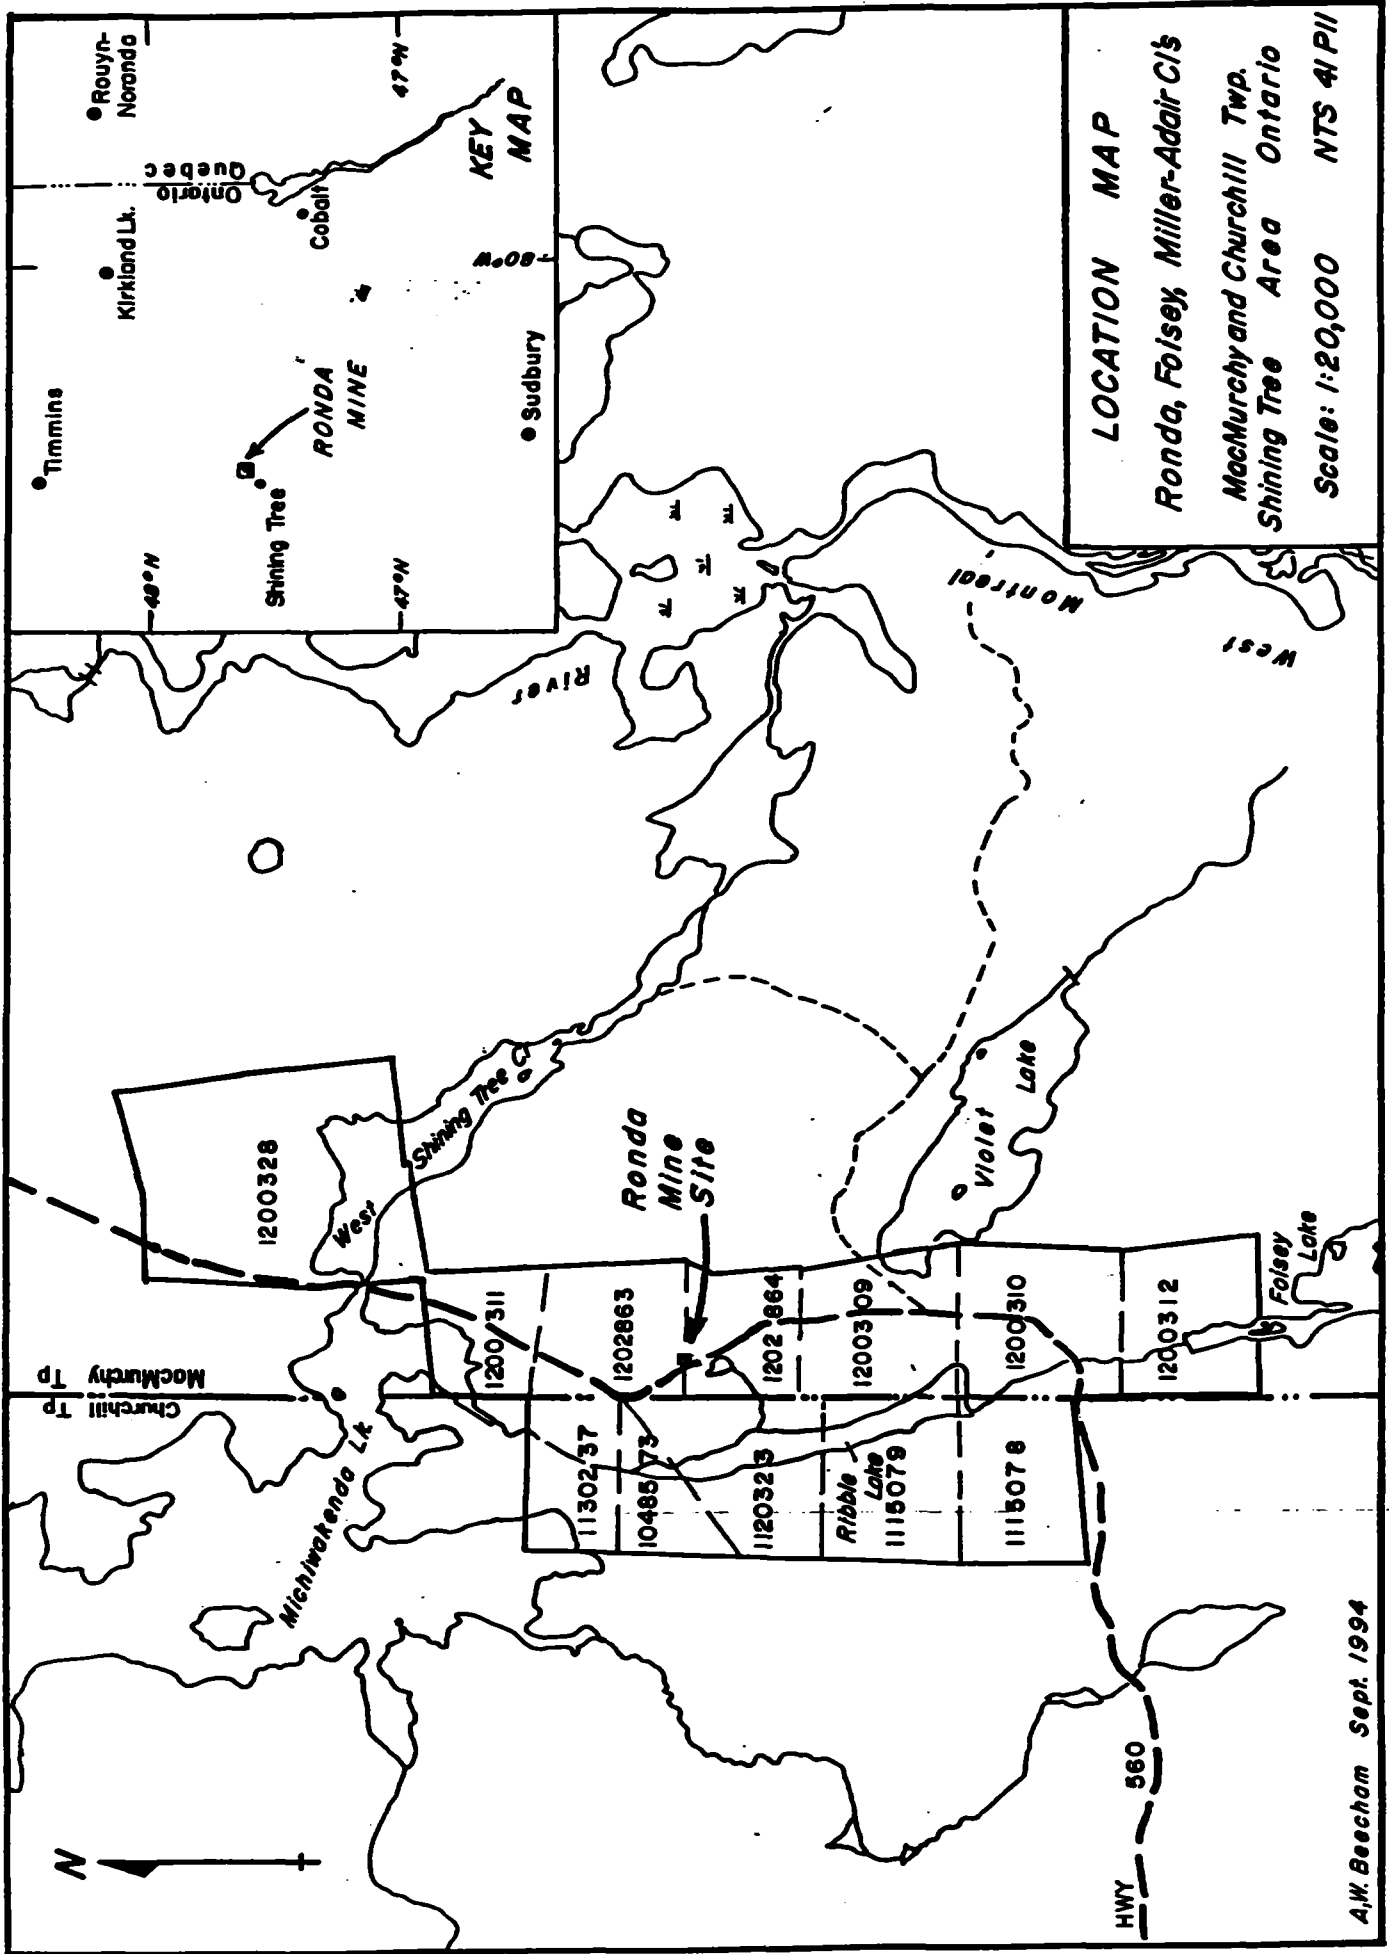 N
Timmins
Kirkland Lk.
Rouyn-
Noranda
48°N
Shining Tree
RONDA
MINE
Ontario
Quebec
Cobalt
47°N
47°N
80°W
Sudbury
KEY
MAP
River
Michiwakenda Lk
Churchill Tp
MacMurchy Tp
1200328
West
Shining Tree
1200311
1130237
1048573
1202863
Ronda
Mine
Site
1120323
1202864
Ribble
Lake
1115079
1200309
1115078
1200310
Violet
Lake
1200312
Foisey
Lake
West
Montreal
HWY
560
LOCATION MAP
Ronda, Foisey, Miller-Adair Cl's
MacMurchy and Churchill Twp.
Shining Tree Area Ontario
Scale: 1:20,000 NTS 41 P11
A.W. Beecham Sept. 1994